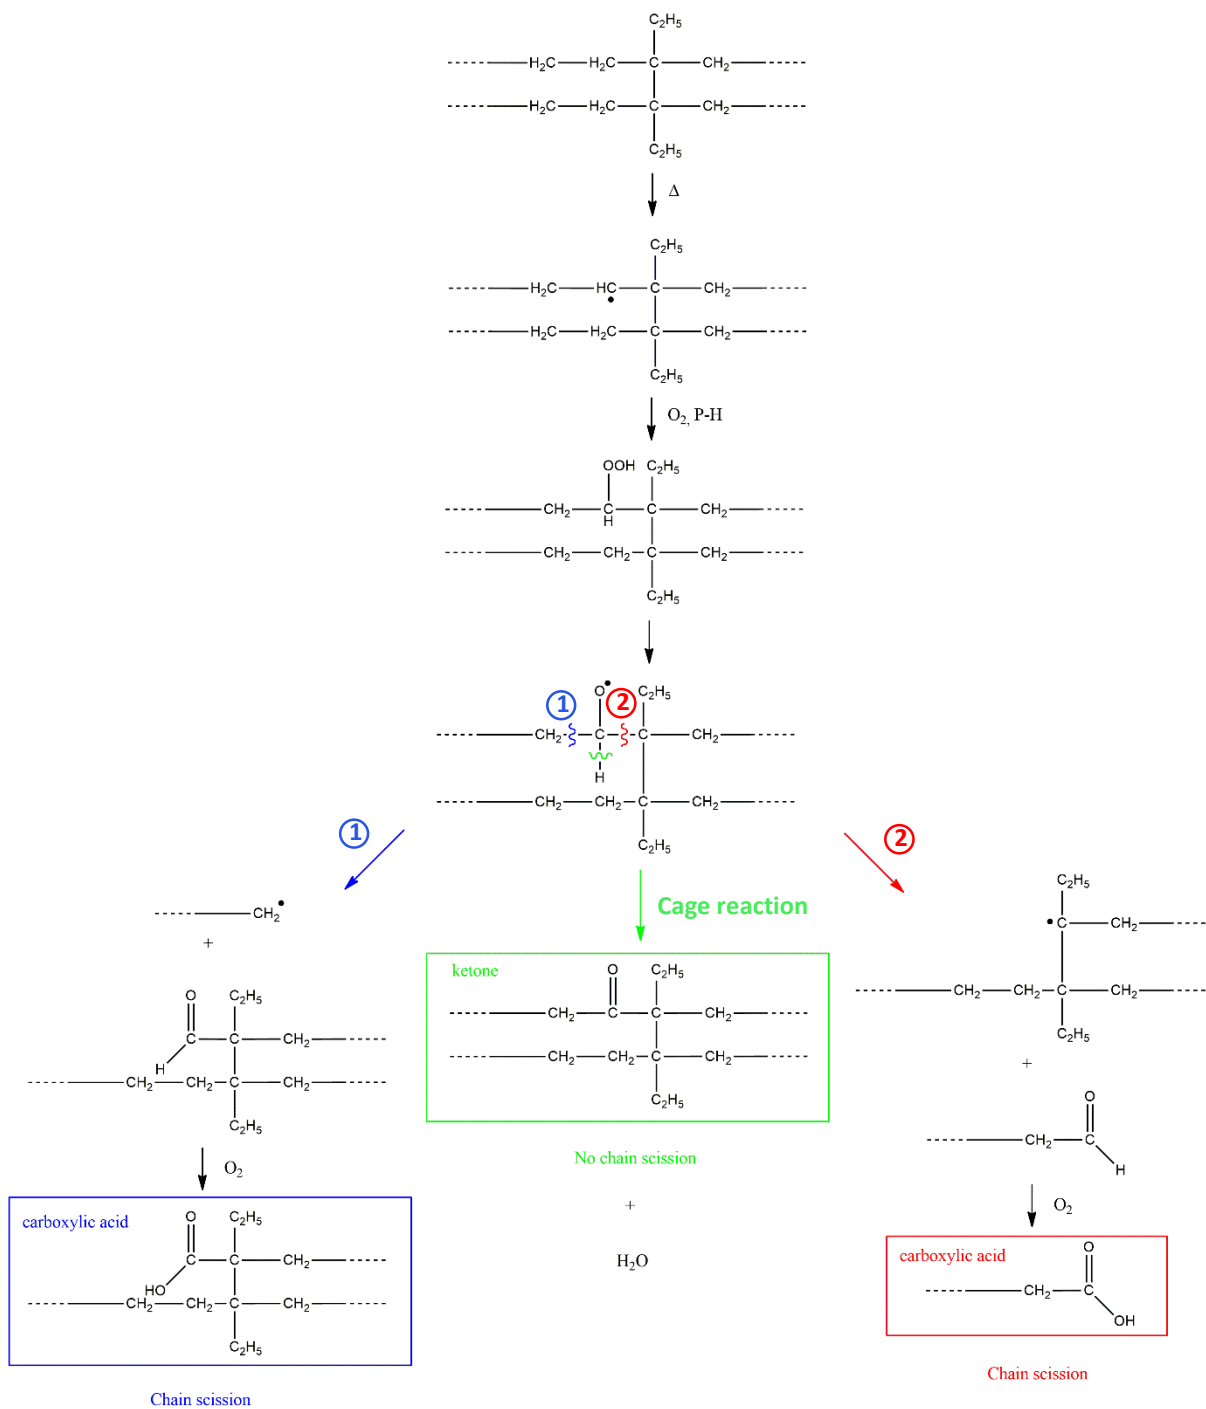 C₂H₅
H₂C H₂C C CH₂
H₂C H₂C C CH₂
C₂H₅
Δ
C₂H₅
H₂C HC C CH₂
•
H₂C H₂C C CH₂
C₂H₅
O₂, P-H
OOH C₂H₅
CH₂ C C CH₂
H
CH₂ CH₂ C CH₂
C₂H₅
1 O• 2 C₂H₅
CH₂ C C CH₂
H
CH₂ CH₂ C CH₂
C₂H₅
1
2
CH₂•
+
O C₂H₅
C C CH₂
H
CH₂ CH₂ C CH₂
C₂H₅
O₂
carboxylic acid
O C₂H₅
C C CH₂
HO
CH₂ CH₂ C CH₂
C₂H₅
Chain scission
Cage reaction
ketone
O C₂H₅
CH₂ C C CH₂
CH₂ CH₂ C CH₂
C₂H₅
No chain scission
+
H₂O
C₂H₅
•C CH₂
CH₂ CH₂ C CH₂
C₂H₅
+
O
CH₂ C
H
O₂
carboxylic acid
O
CH₂ C
OH
Chain scission